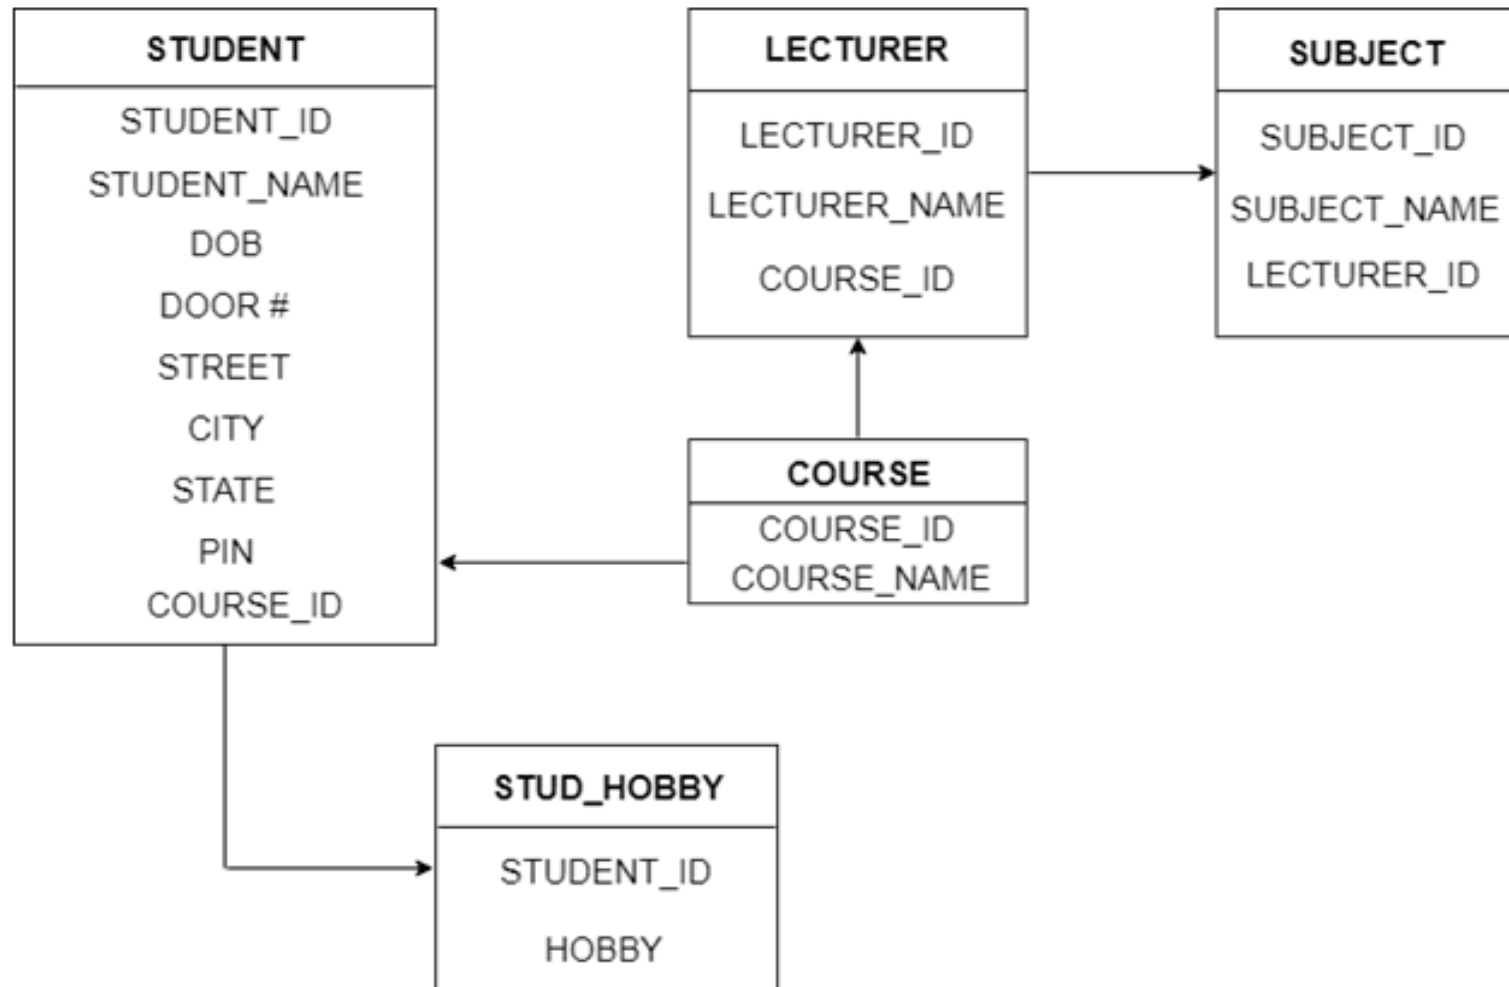 STUDENT
STUDENT_ID
STUDENT_NAME
DOB
DOOR #
STREET
CITY
STATE
PIN
COURSE_ID
LECTURER
LECTURER_ID
LECTURER_NAME
COURSE_ID
SUBJECT
SUBJECT_ID
SUBJECT_NAME
LECTURER_ID
COURSE
COURSE_ID
COURSE_NAME
STUD_HOBBY
STUDENT_ID
HOBBY